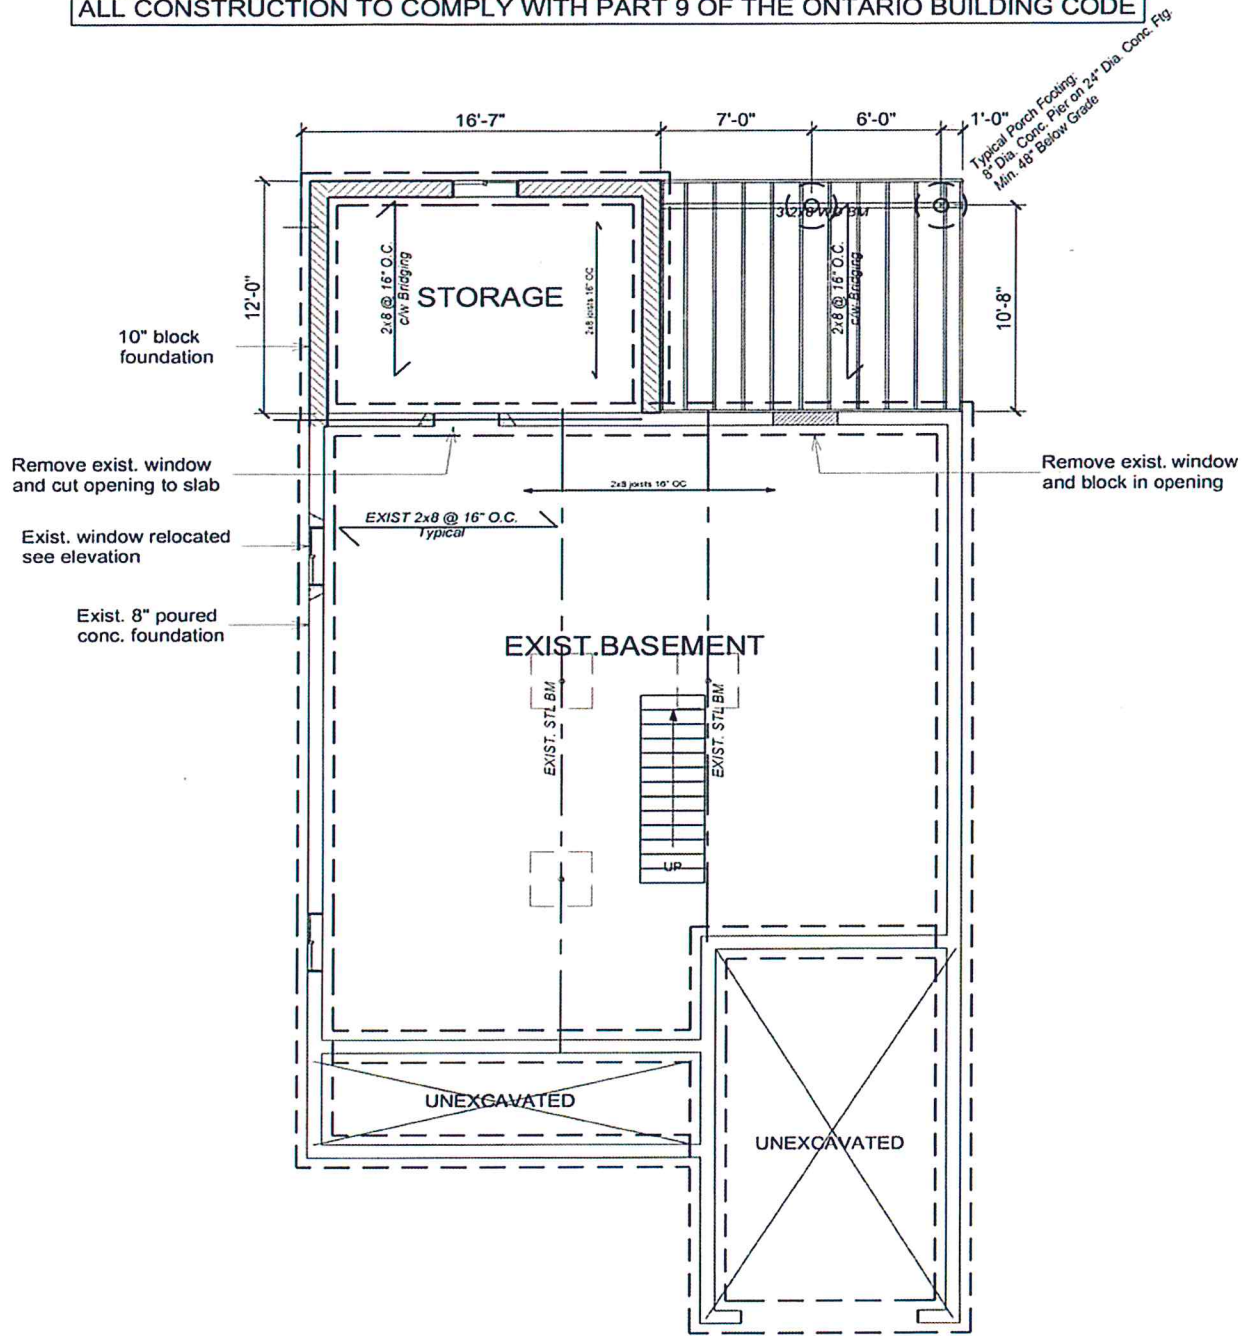 ALL CONSTRUCTION TO COMPLY WITH PART 9 OF THE ONTARIO BUILDING CODE
16'-7"
7'-0"
6'-0"
1'-0"
Typical Porch Footing:
8" Dia. Conc. Pier on 24" Dia. Conc. Ftg.
Min. 48" Below Grade
3-2x8 WD BM
12'-0"
2x8 @ 16" O.C.
c/w Bridging
STORAGE
2x8 joists 16" OC
2x8 @ 16" O.C.
c/w Bridging
10'-8"
10" block
foundation
Remove exist. window
and cut opening to slab
Remove exist. window
and block in opening
2x8 joists 16" OC
EXIST 2x8 @ 16" O.C.
Typical
Exist. window relocated
see elevation
Exist. 8" poured
conc. foundation
EXIST.BASEMENT
EXIST. STL BM
EXIST. STL BM
UP
UNEXCAVATED
UNEXCAVATED